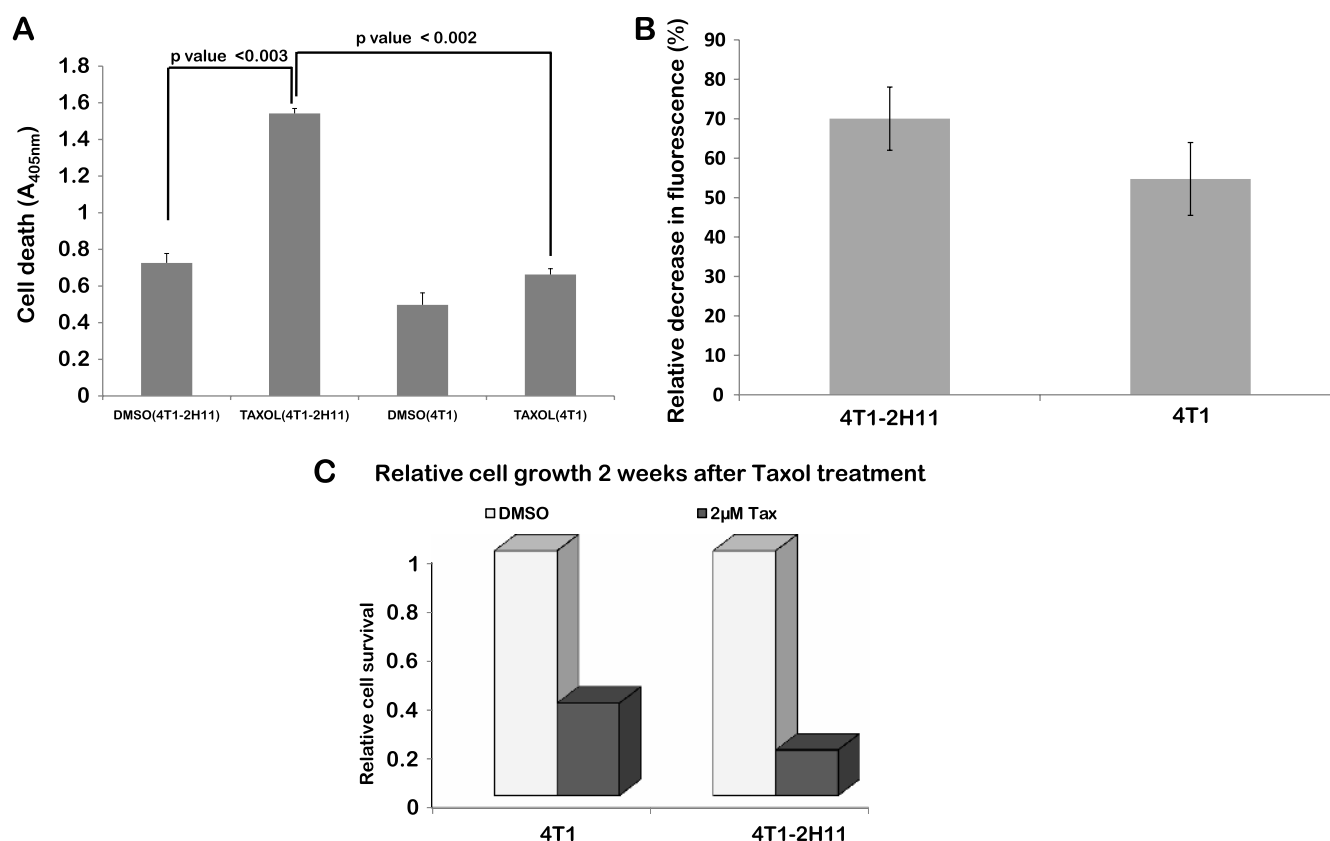 A
p value <0.003
p value < 0.002
Cell death (A405nm)
1.8
1.6
1.4
1.2
1
0.8
0.6
0.4
0.2
0
DMSO(4T1-2H11)
TAXOL(4T1-2H11)
DMSO(4T1)
TAXOL(4T1)
B
Relative decrease in fluorescence (%)
90
80
70
60
50
40
30
20
10
0
4T1-2H11
4T1
C
Relative cell growth 2 weeks after Taxol treatment
DMSO
2µM Tax
Relative cell survival
1
0.8
0.6
0.4
0.2
0
4T1
4T1-2H11